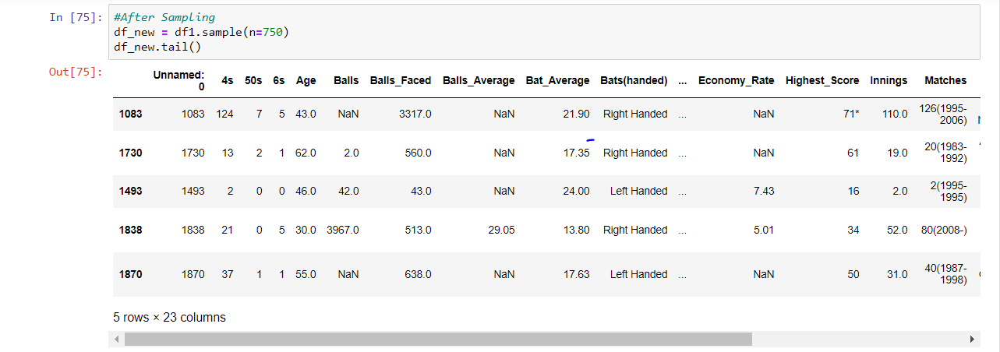 In [75]: #After Sampling
df_new = df1.sample(n=750)
df_new.tail()
Out[75]:
Unnamed: 0 4s 50s 6s Age Balls Balls_Faced Balls_Average Bat_Average Bats(handed) ... Economy_Rate Highest_Score Innings Matches
1083 1083 124 7 5 43.0 NaN 3317.0 NaN 21.90 Right Handed ... NaN 71* 110.0 126(1995-
2006)
1730 1730 13 2 1 62.0 2.0 560.0 NaN 17.35 Right Handed ... NaN 61 19.0 20(1983-
1992)
1493 1493 2 0 0 46.0 42.0 43.0 NaN 24.00 Left Handed ... 7.43 16 2.0 2(1995-
1995)
1838 1838 21 0 5 30.0 3967.0 513.0 29.05 13.80 Right Handed ... 5.01 34 52.0 80(2008-)
1870 1870 37 1 1 55.0 NaN 638.0 NaN 17.63 Left Handed ... NaN 50 31.0 40(1987-
1998)
5 rows × 23 columns